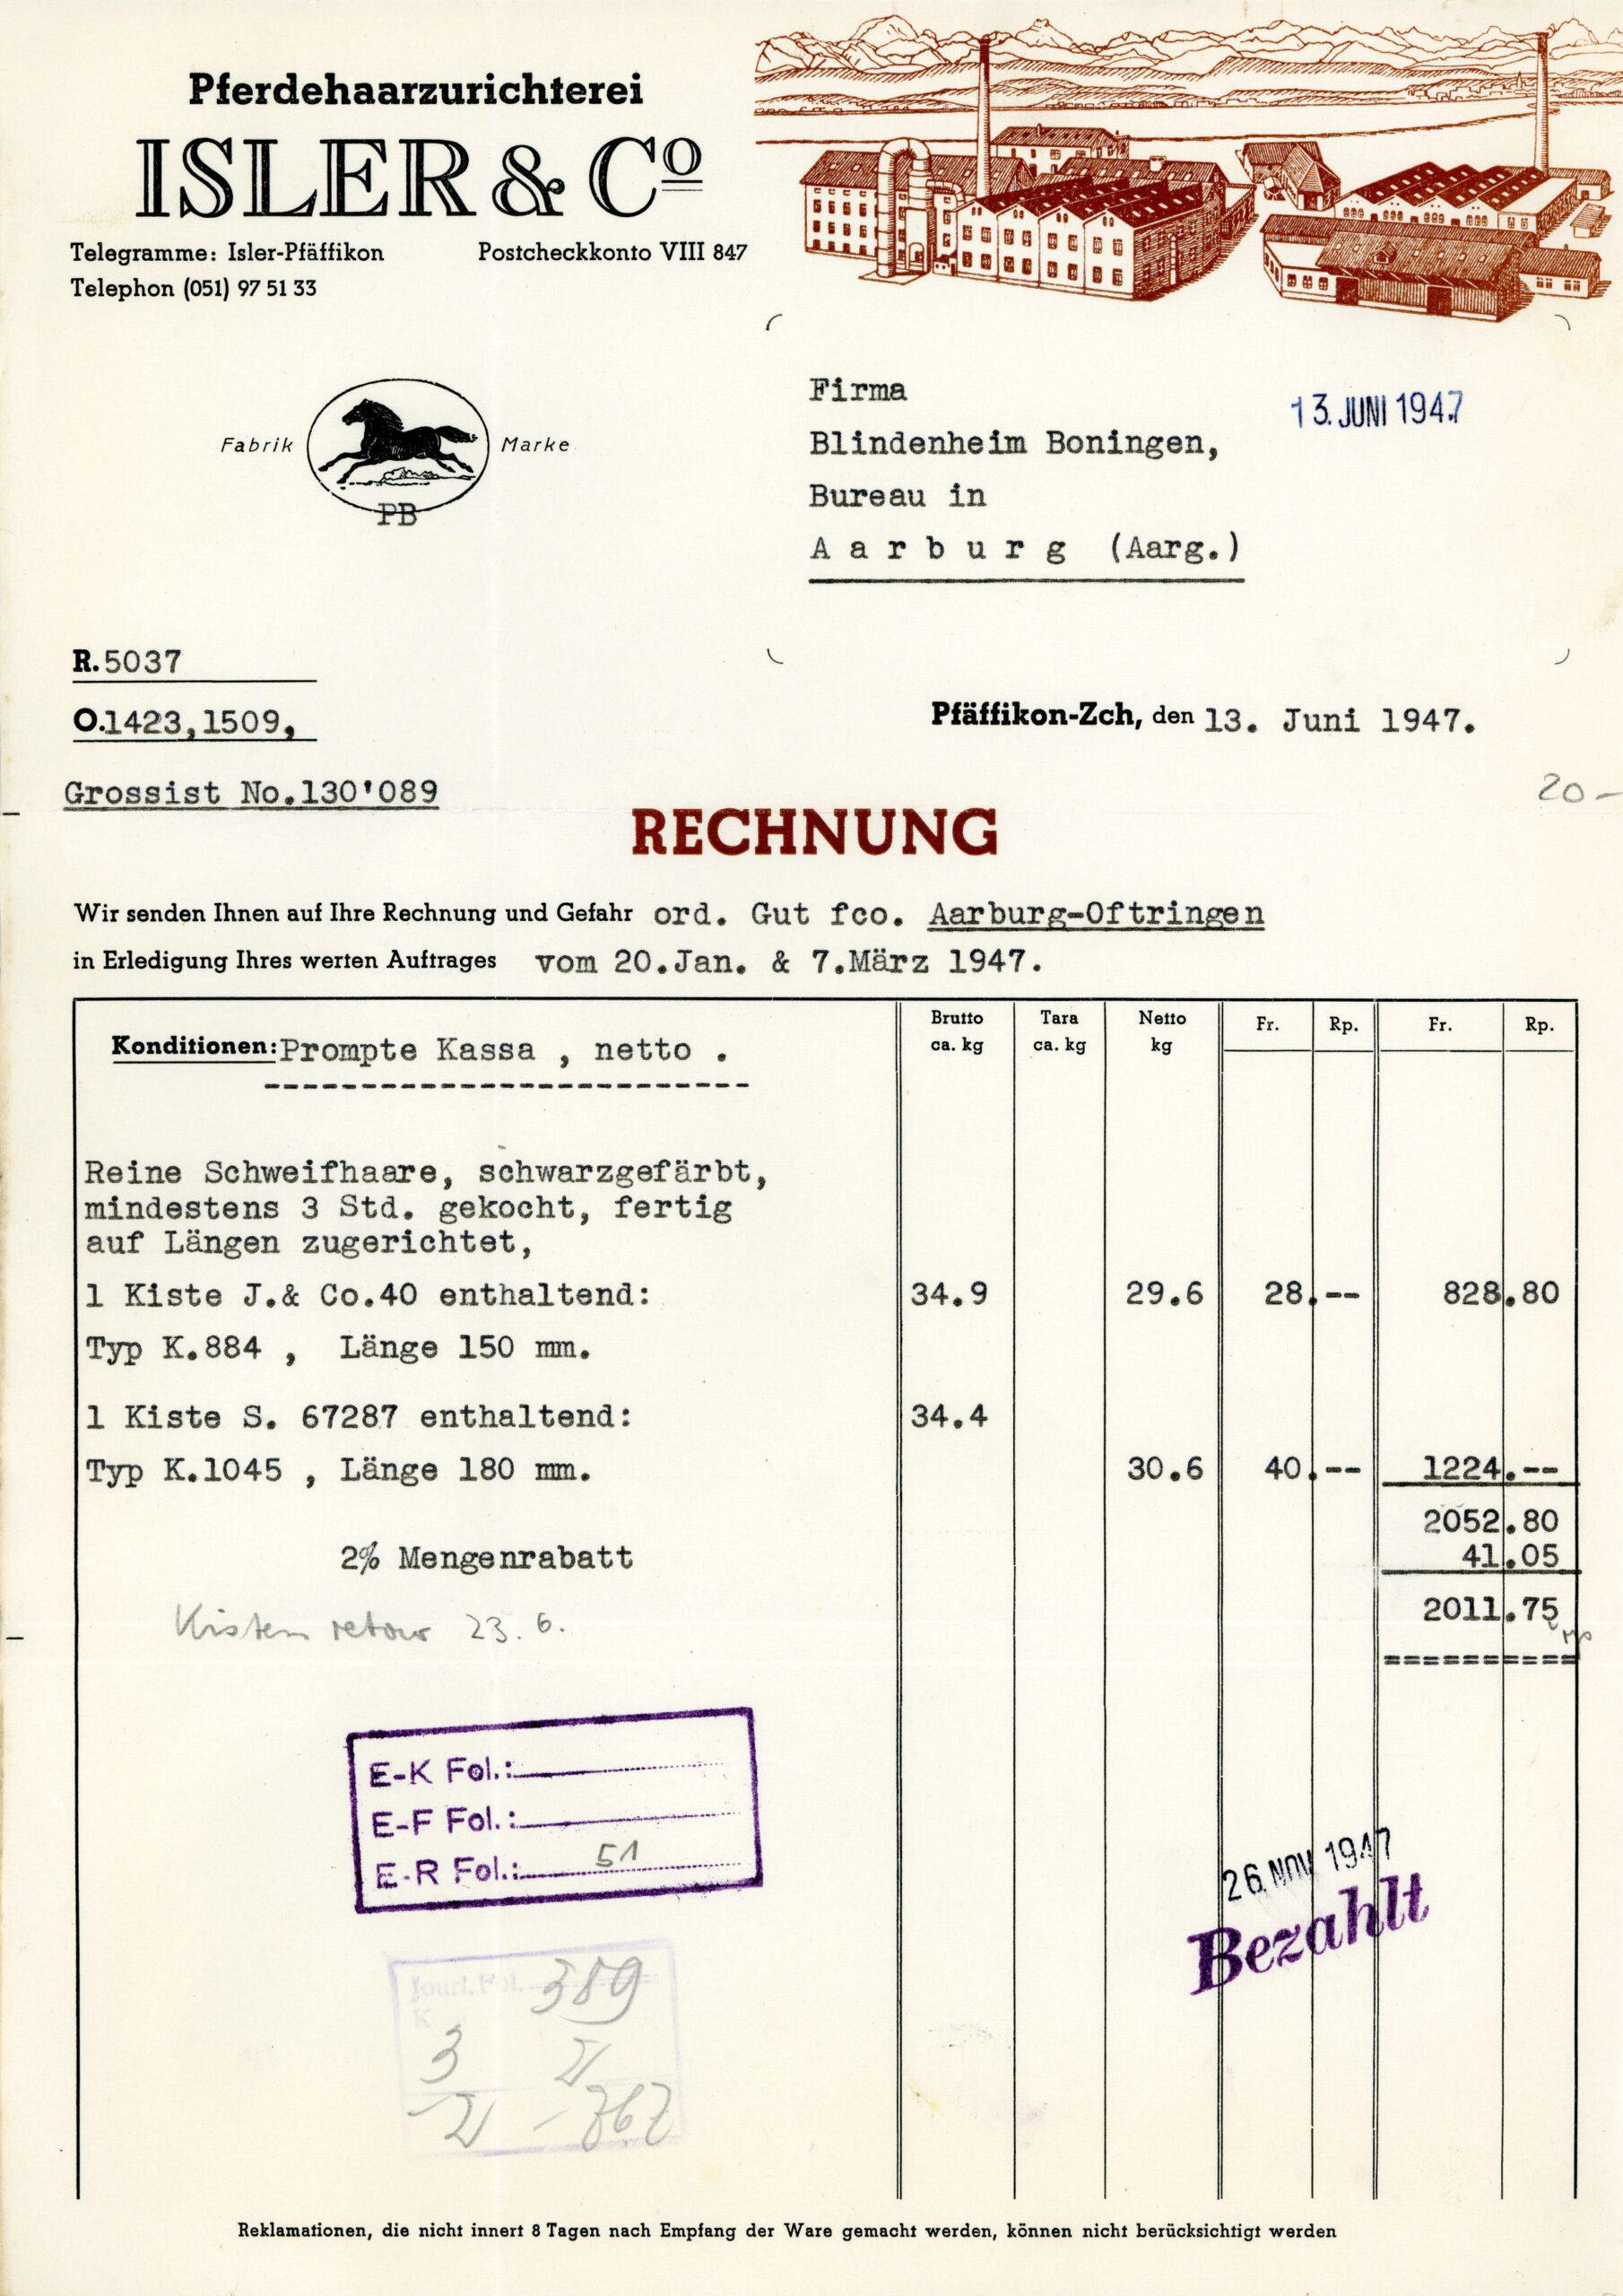 Pferdehaarzurichterei
ISLER & Cº
Telegramme: Isler-Pfäffikon Postcheckkonto VIII 847
Telephon (051) 97 51 33
Fabrik Marke
PB
Firma
13. JUNI 1947
Blindenheim Boningen,
Bureau in
Aarburg (Aarg.)
R. 5037
O. 1423, 1509,
Pfäffikon-Zch, den 13. Juni 1947.
Grossist No. 130'089
20 –
RECHNUNG
Wir senden Ihnen auf Ihre Rechnung und Gefahr ord. Gut fco. Aarburg-Oftringen
in Erledigung Ihres werten Auftrages vom 20. Jan. & 7. März 1947.
Brutto ca. kg Tara ca. kg Netto kg Fr. Rp. Fr. Rp.
Konditionen: Prompte Kassa , netto .
Reine Schweifhaare, schwarzgefärbt,
mindestens 3 Std. gekocht, fertig
auf Längen zugerichtet,
1 Kiste J.& Co.40 enthaltend: 34.9 29.6 28.-- 828.80
Typ K.884 , Länge 150 mm.
1 Kiste S. 67287 enthaltend: 34.4
Typ K.1045 , Länge 180 mm. 30.6 40.-- 1224.--
2052.80
2% Mengenrabatt 41.05
2011.75
Kisten retour 23. 6.
E-K Fol.:
E-F Fol.:
E-R Fol.: 51
26. NOV 1947
Bezahlt
Jourl. Fol. 389
K
3
762
Reklamationen, die nicht innert 8 Tagen nach Empfang der Ware gemacht werden, können nicht berücksichtigt werden